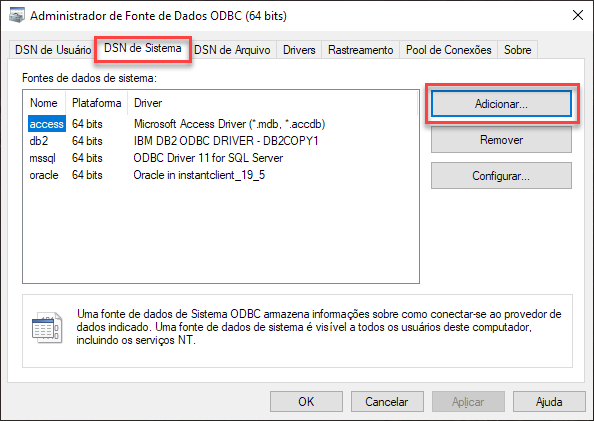 Administrador de Fonte de Dados ODBC (64 bits)
DSN de Usuário DSN de Sistema DSN de Arquivo Drivers Rastreamento Pool de Conexões Sobre
Fontes de dados de sistema:
Nome Plataforma Driver
access 64 bits Microsoft Access Driver (*.mdb, *.accdb)
db2 64 bits IBM DB2 ODBC DRIVER - DB2COPY1
mssql 64 bits ODBC Driver 11 for SQL Server
oracle 64 bits Oracle in instantclient_19_5
Adicionar...
Remover
Configurar...
Uma fonte de dados de Sistema ODBC armazena informações sobre como conectar-se ao provedor de
dados indicado. Uma fonte de dados de sistema é visível a todos os usuários deste computador,
incluindo os serviços NT.
OK Cancelar Aplicar Ajuda